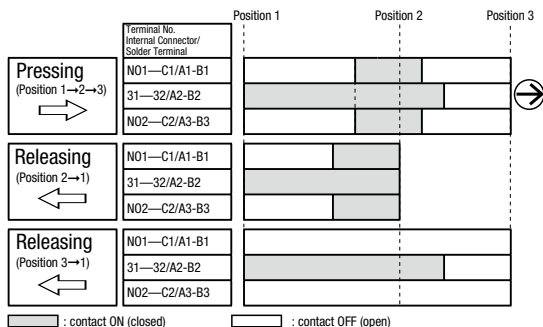 Position 1 Position 2 Position 3
Terminal No.
Internal Connector/
Solder Terminal
Pressing
(Position 1→2→3)
NO1—C1/A1-B1
31—32/A2-B2
NO2—C2/A3-B3
Releasing
(Position 2→1)
NO1—C1/A1-B1
31—32/A2-B2
NO2—C2/A3-B3
Releasing
(Position 3→1)
NO1—C1/A1-B1
31—32/A2-B2
NO2—C2/A3-B3
: contact ON (closed) : contact OFF (open)